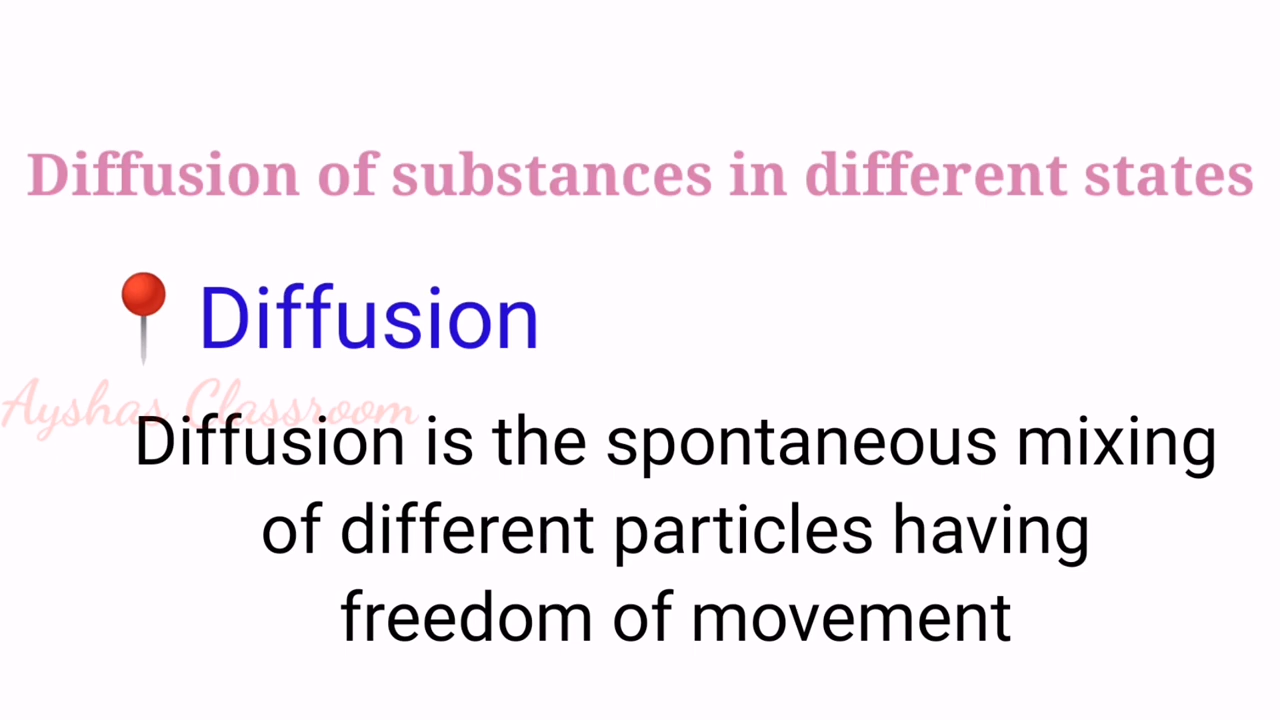 Diffusion of substances in different states
📍 Diffusion
Ayshas Classroom
Diffusion is the spontaneous mixing
of different particles having
freedom of movement